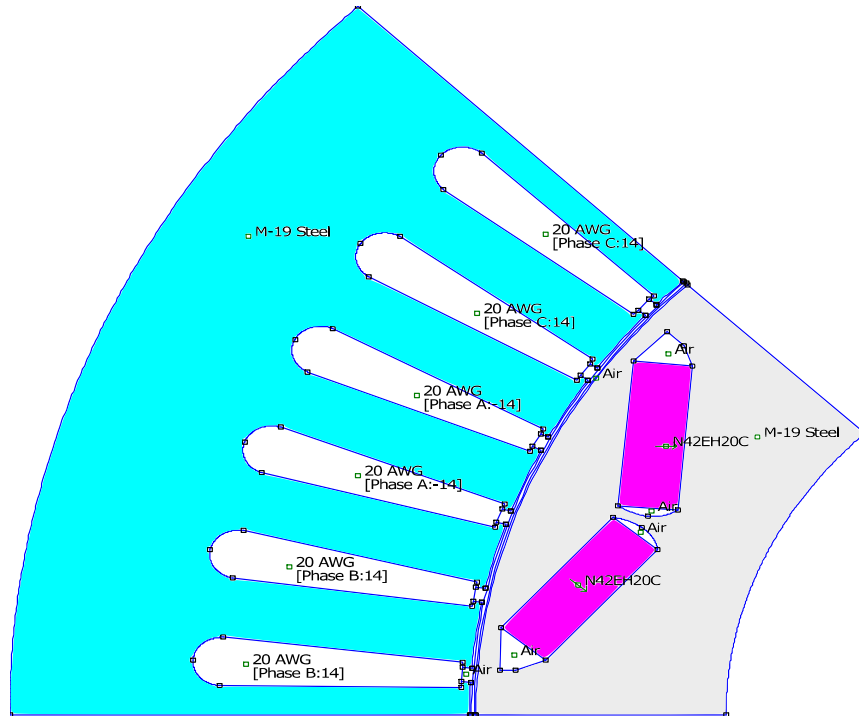 M-19 Steel
20 AWG
[Phase C:14]
20 AWG
[Phase C:14]
Air
Air
20 AWG
[Phase A:-14]
M-19 Steel
N42EH20C
20 AWG
[Phase A:-14]
Air
Air
20 AWG
[Phase B:14]
N42EH20C
20 AWG
[Phase B:14]
Air
Air